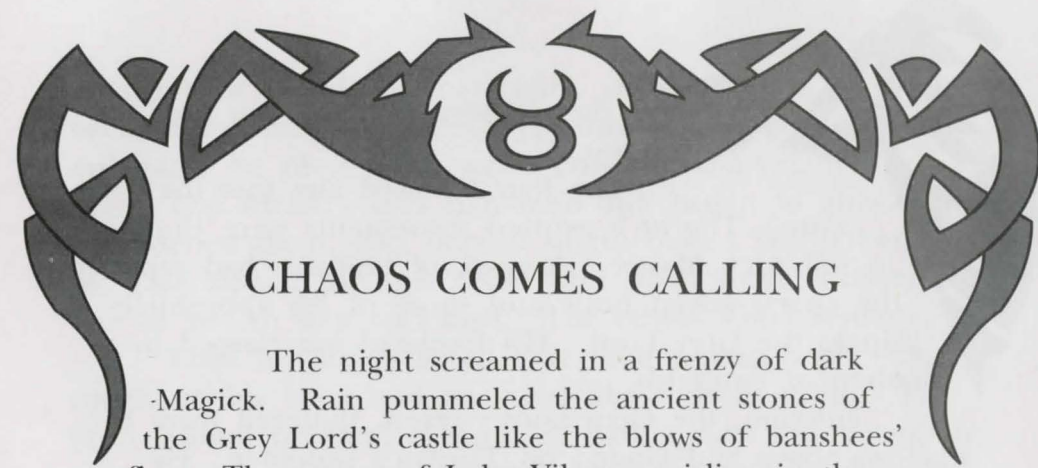 CHAOS COMES CALLING
The night screamed in a frenzy of dark
Magick. Rain pummeled the ancient stones of
the Grey Lord's castle like the blows of banshees'